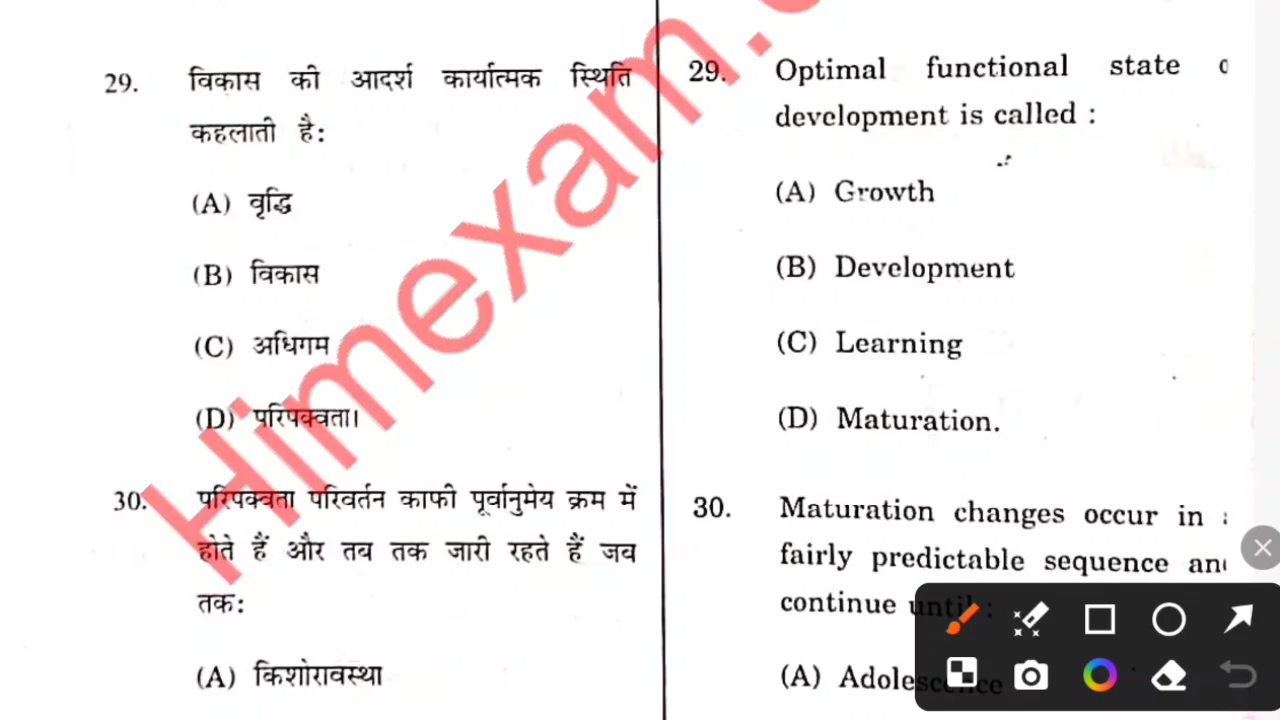 29. विकास की आदर्श कार्यात्मक स्थिति
कहलाती है:
(A) वृद्धि
(B) विकास
(C) अधिगम
(D) परिपक्वता।
30. परिपक्वता परिवर्तन काफी पूर्वानुमेय क्रम में
होते हैं और तब तक जारी रहते हैं जब
तक:
(A) किशोरावस्था
29. Optimal functional state
development is called :
(A) Growth
(B) Development
(C) Learning
(D) Maturation.
30. Maturation changes occur in
fairly predictable sequence
continue until :
(A) Adolescence
Himexam.